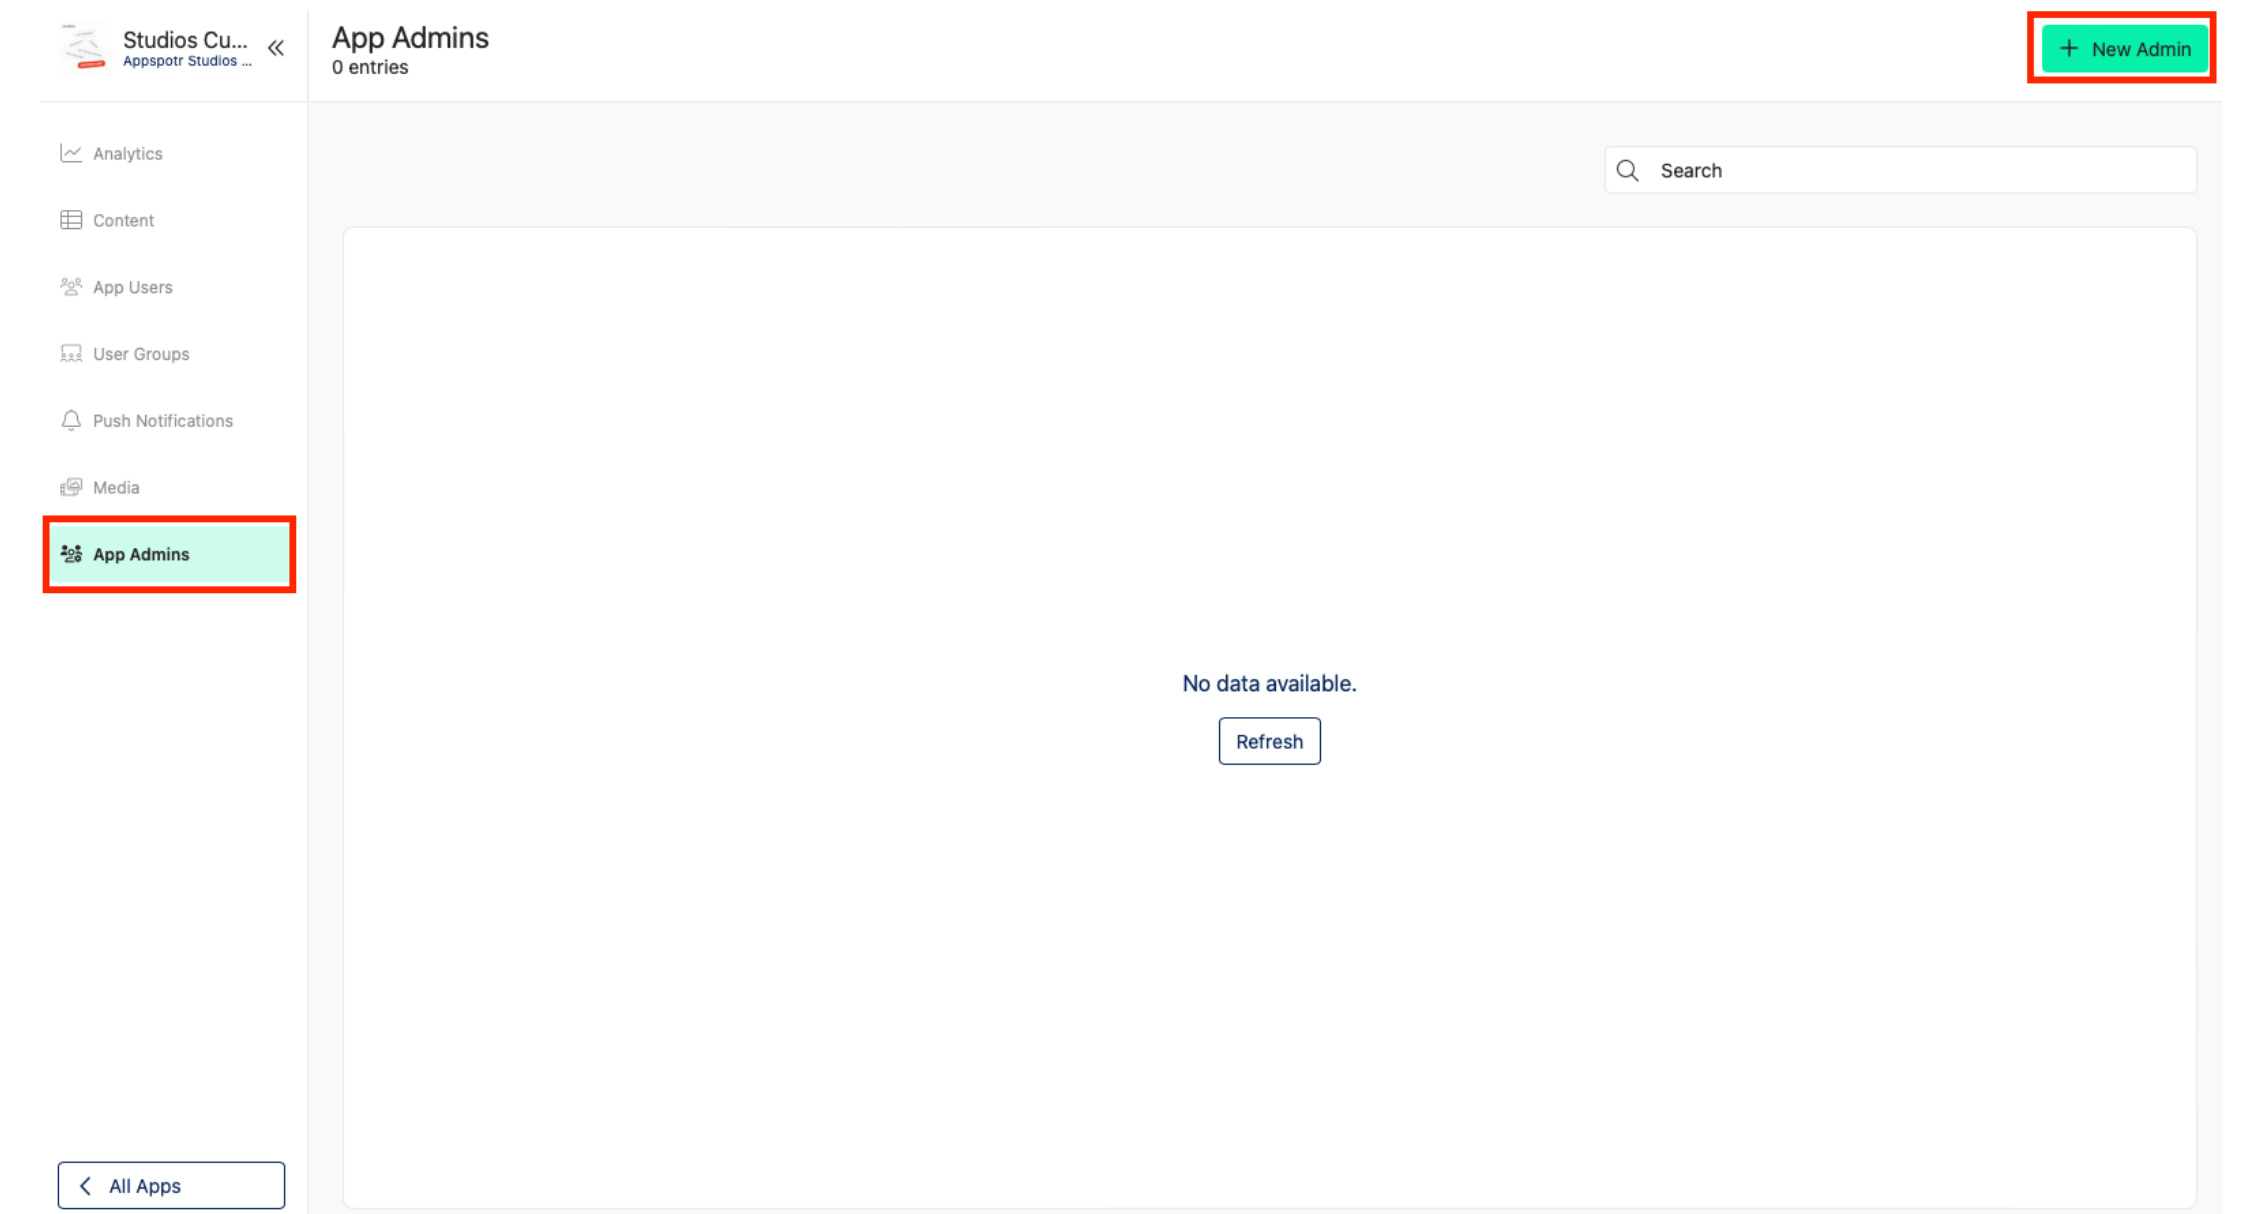 Studios Cu...
Appspotr Studios ...
App Admins
0 entries
New Admin
Analytics
Content
App Users
User Groups
Push Notifications
Media
App Admins
All Apps
Search
No data available.
Refresh